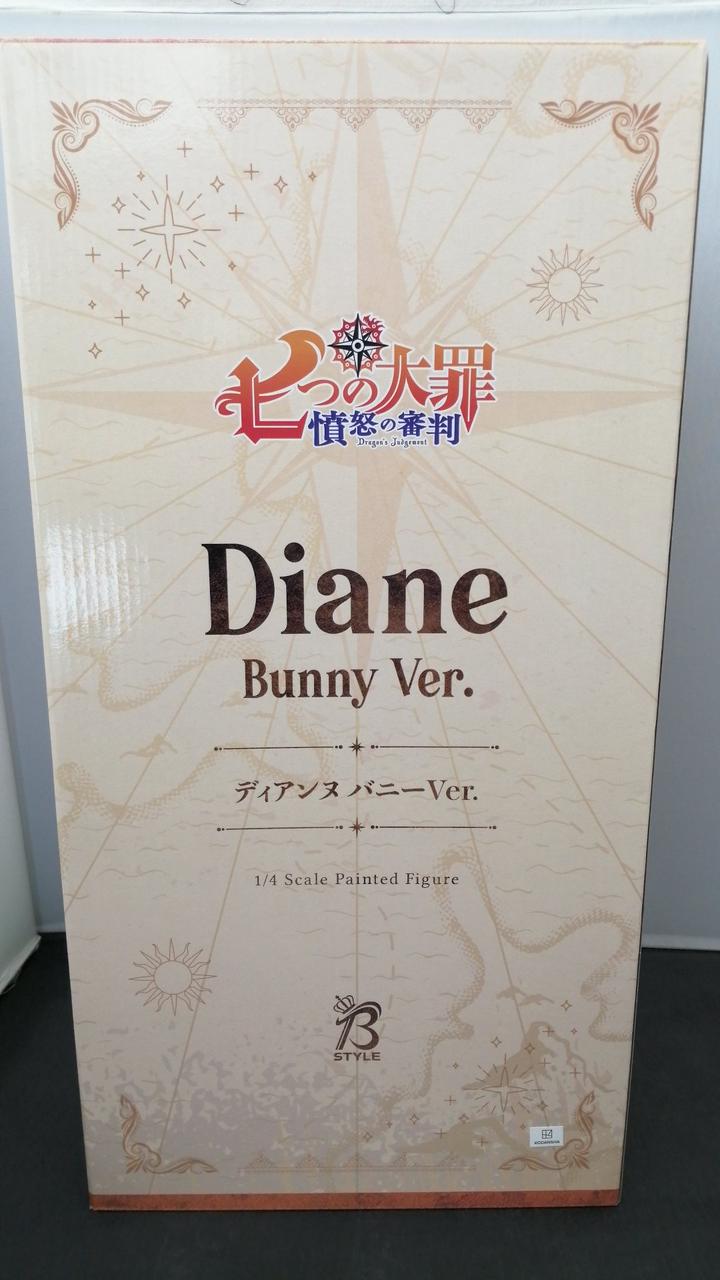 七つの大罪
憤怒の審判
Dragon's Judgement
Diane
Bunny Ver.
ディアンヌ バニーVer.
1/4 Scale Painted Figure
B
STYLE
KODANSHA